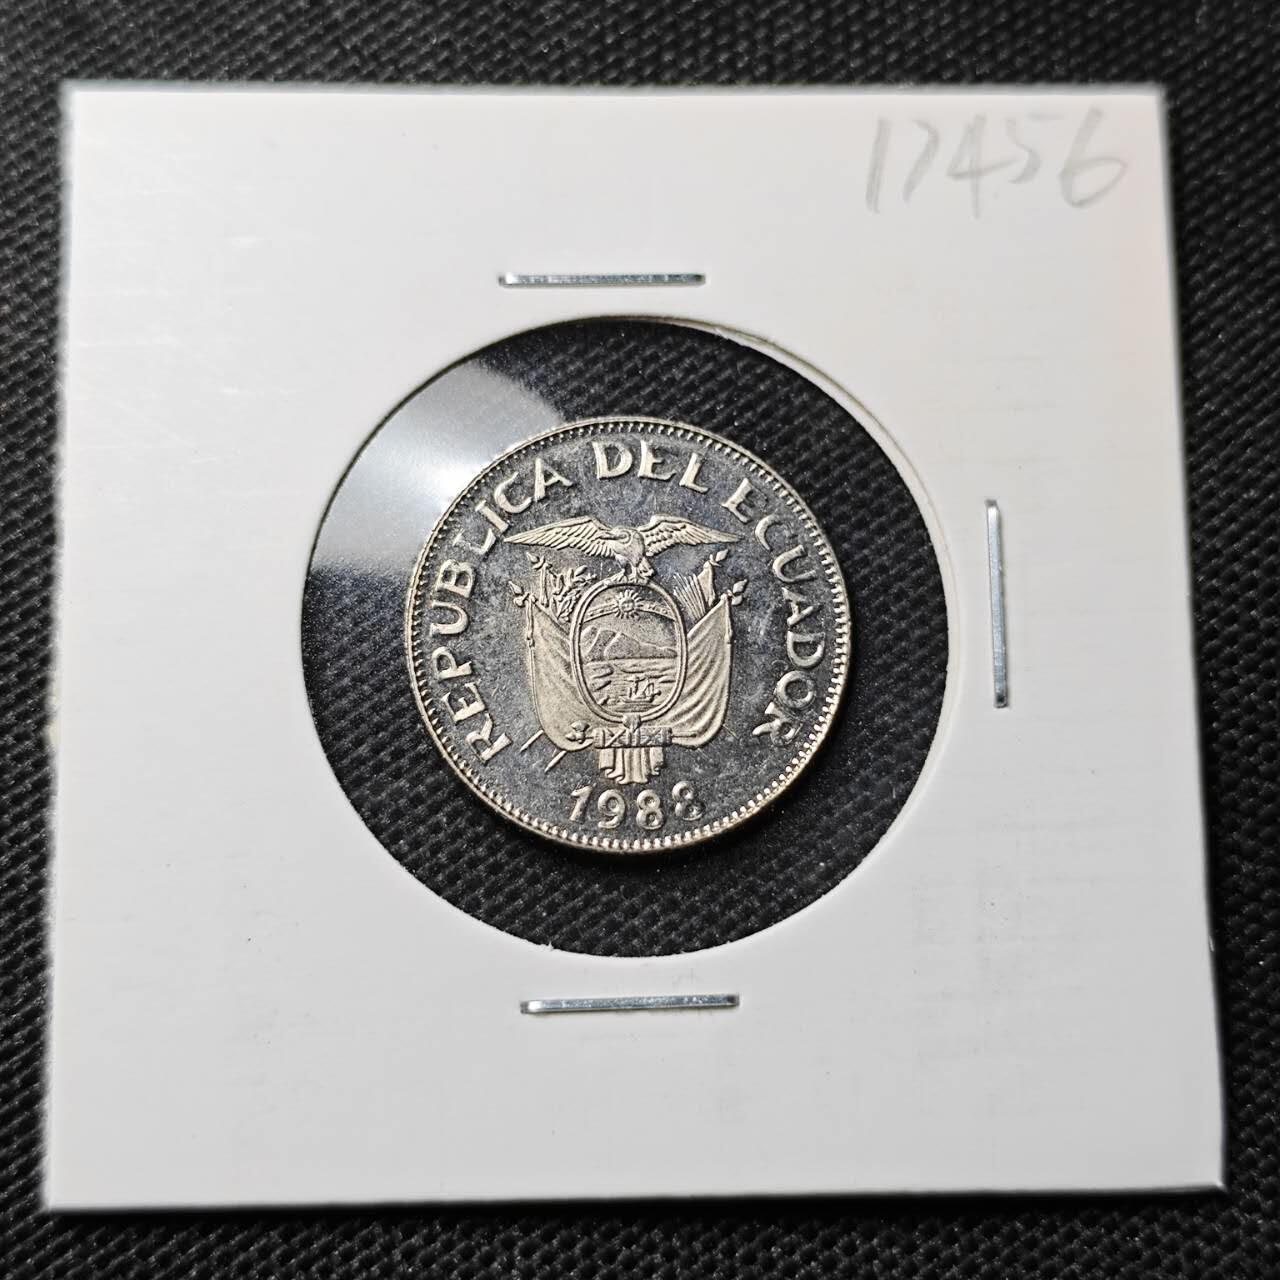 17456
REPUBLICA DEL ECUADOR
1988